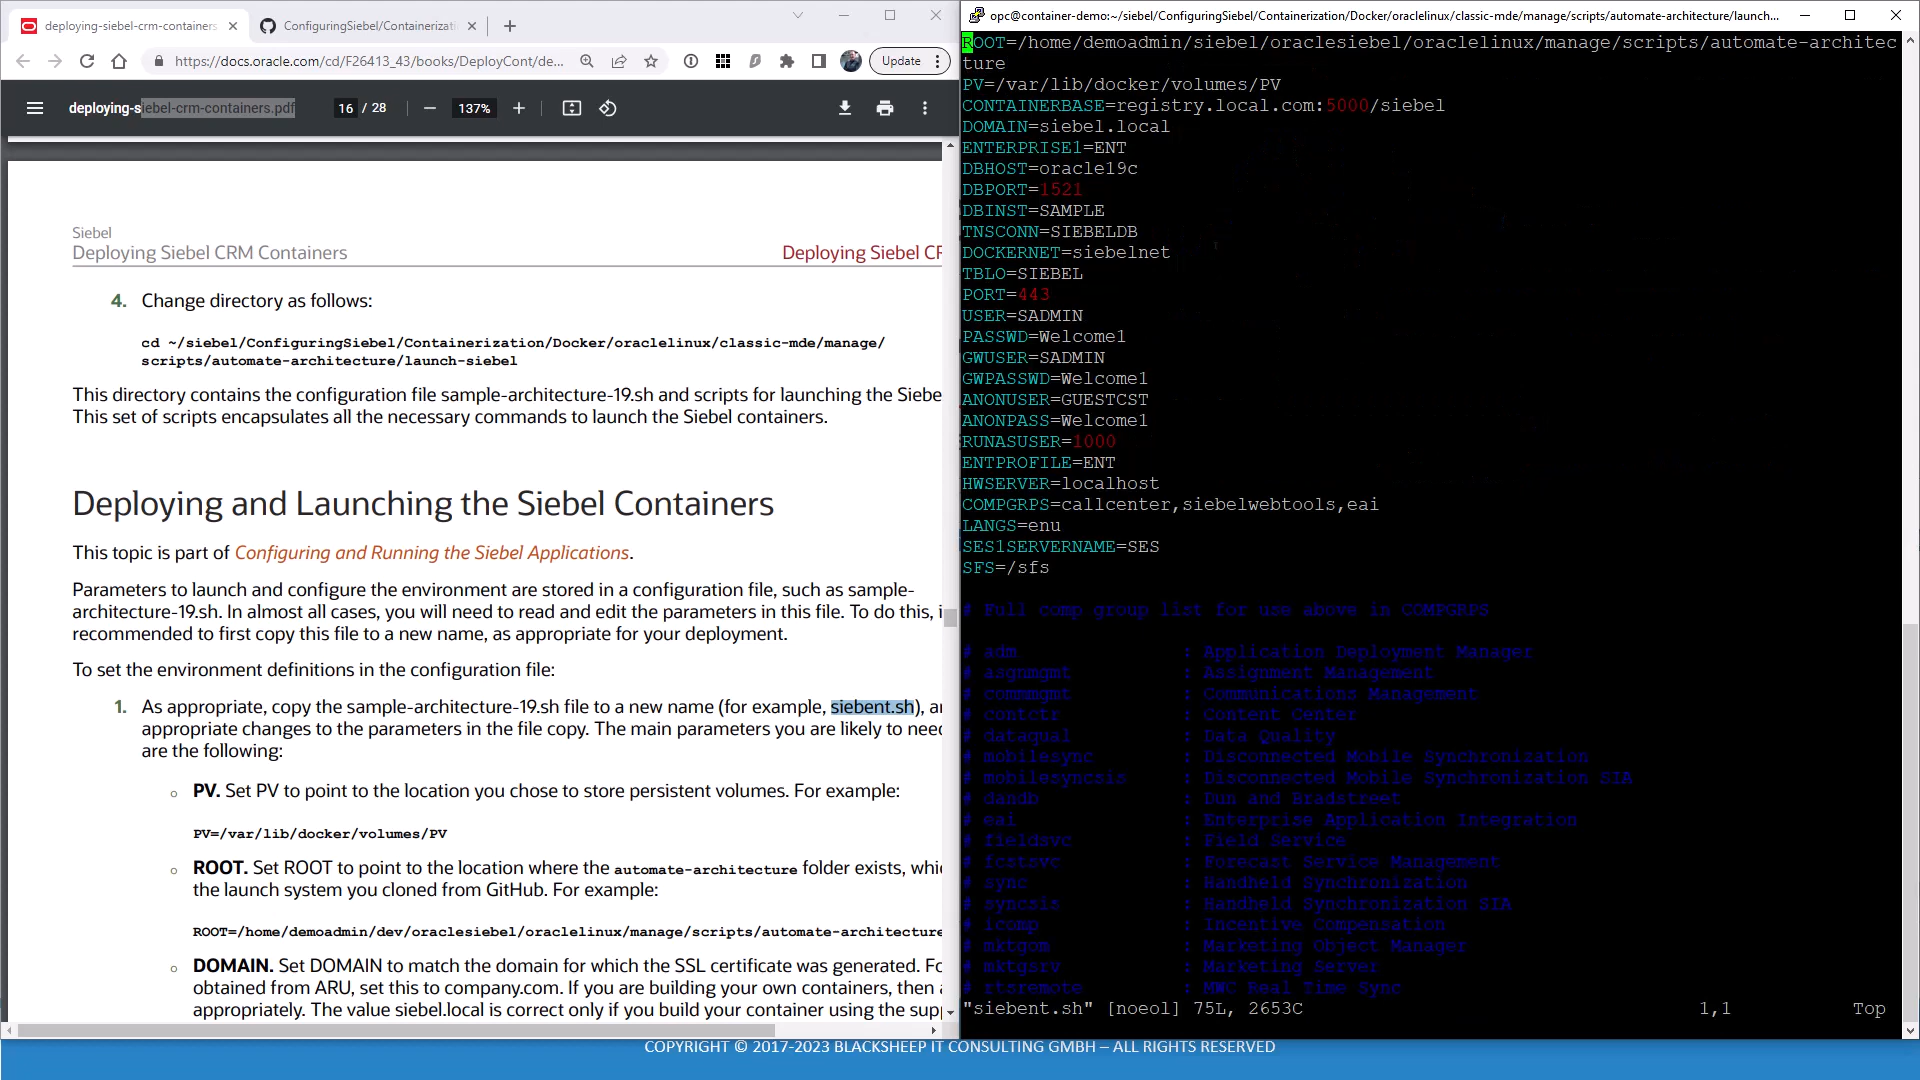 deploying-siebel-crm-containers
ConfiguringSiebel/Containerizati
https://docs.oracle.com/cd/F26413_43/books/DeployCont/de...
Update
deploying-siebel-crm-containers.pdf
16 / 28
137%
Siebel
Deploying Siebel CRM Containers
Deploying Siebel CR
4. Change directory as follows:
cd ~/siebel/ConfiguringSiebel/Containerization/Docker/oraclelinux/classic-mde/manage/
scripts/automate-architecture/launch-siebel
This directory contains the configuration file sample-architecture-19.sh and scripts for launching the Siebe
This set of scripts encapsulates all the necessary commands to launch the Siebel containers.
Deploying and Launching the Siebel Containers
This topic is part of Configuring and Running the Siebel Applications.
Parameters to launch and configure the environment are stored in a configuration file, such as sample-
architecture-19.sh. In almost all cases, you will need to read and edit the parameters in this file. To do this, i
recommended to first copy this file to a new name, as appropriate for your deployment.
To set the environment definitions in the configuration file:
1. As appropriate, copy the sample-architecture-19.sh file to a new name (for example, siebent.sh), ar
appropriate changes to the parameters in the file copy. The main parameters you are likely to need
are the following:
PV. Set PV to point to the location you chose to store persistent volumes. For example:
PV=/var/lib/docker/volumes/PV
ROOT. Set ROOT to point to the location where the automate-architecture folder exists, whic
the launch system you cloned from GitHub. For example:
ROOT=/home/demoadmin/dev/oraclesiebel/oraclelinux/manage/scripts/automate-architecture
DOMAIN. Set DOMAIN to match the domain for which the SSL certificate was generated. Fo
obtained from ARU, set this to company.com. If you are building your own containers, then a
appropriately. The value siebel.local is correct only if you build your container using the supp
opc@container-demo:~/siebel/ConfiguringSiebel/Containerization/Docker/oraclelinux/classic-mde/manage/scripts/automate-architecture/launch...
ROOT=/home/demoadmin/siebel/oraclesiebel/oraclelinux/manage/scripts/automate-architec
ture
PV=/var/lib/docker/volumes/PV
CONTAINERBASE=registry.local.com:5000/siebel
DOMAIN=siebel.local
ENTERPRISE1=ENT
DBHOST=oracle19c
DBPORT=1521
DBINST=SAMPLE
TNSCONN=SIEBELDB
DOCKERNET=siebelnet
TBLO=SIEBEL
PORT=443
USER=SADMIN
PASSWD=Welcome1
GWUSER=SADMIN
GWPASSWD=Welcome1
ANONUSER=GUESTCST
ANONPASS=Welcome1
RUNASUSER=1000
ENTPROFILE=ENT
HWSERVER=localhost
COMPGRPS=callcenter,siebelwebtools,eai
LANGS=enu
SES1SERVERNAME=SES
SFS=/sfs
# Full comp group list for use above in COMPGRPS
# adm : Application Deployment Manager
# asgnmgmt : Assignment Management
# commmgmt : Communications Management
# contctr : Content Center
# dataqual : Data Quality
# mobilesync : Disconnected Mobile Synchronization
# mobilesyncsis : Disconnected Mobile Synchronization SIA
# dandb : Dun and Bradstreet
# eai : Enterprise Application Integration
# fieldsvc : Field Service
# fcstsvc : Forecast Service Management
# sync : Handheld Synchronization
# syncsis : Handheld Synchronization SIA
# icomp : Incentive Compensation
# mktgom : Marketing Object Manager
# mktgsrv : Marketing Server
# rtsremote : MWC Real Time Sync
"siebent.sh" [noeol] 75L, 2653C 1,1 Top
COPYRIGHT © 2017-2023 BLACKSHEEP IT CONSULTING GMBH – ALL RIGHTS RESERVED